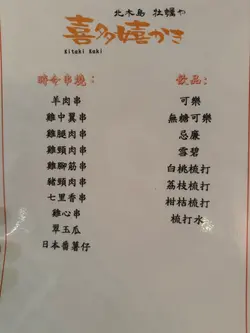 北木島 牡蠣や
喜多嬉かき
Kitaki Kaki
時令串燒：
羊肉串
雞中翼串
雞腿肉串
雞頸肉串
雞腳筋串
豬頸肉串
七里香串
雞心串
翠玉瓜
日本番薯仔
飲品：
可樂
無糖可樂
忌廉
雪碧
白桃梳打
荔枝梳打
柑桔梳打
梳打水